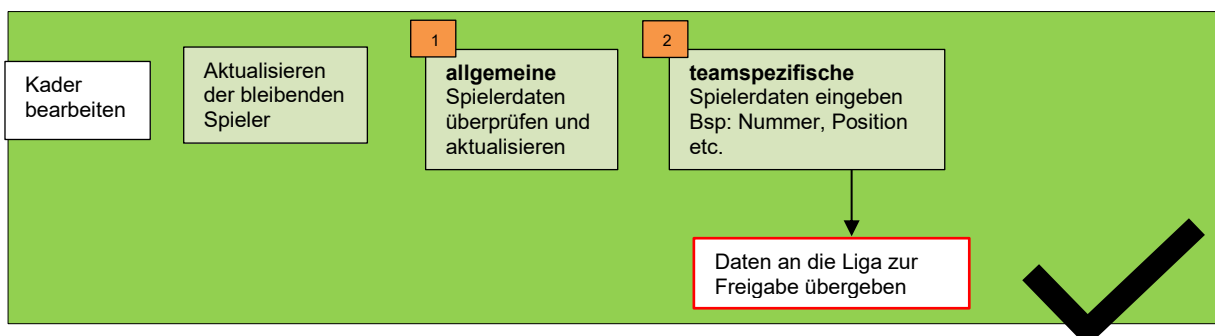 Kader
bearbeiten
Aktualisieren
der bleibenden
Spieler
1
allgemeine
Spielerdaten
überprüfen und
aktualisieren
2
teamspezifische
Spielerdaten eingeben
Bsp: Nummer, Position
etc.
Daten an die Liga zur
Freigabe übergeben